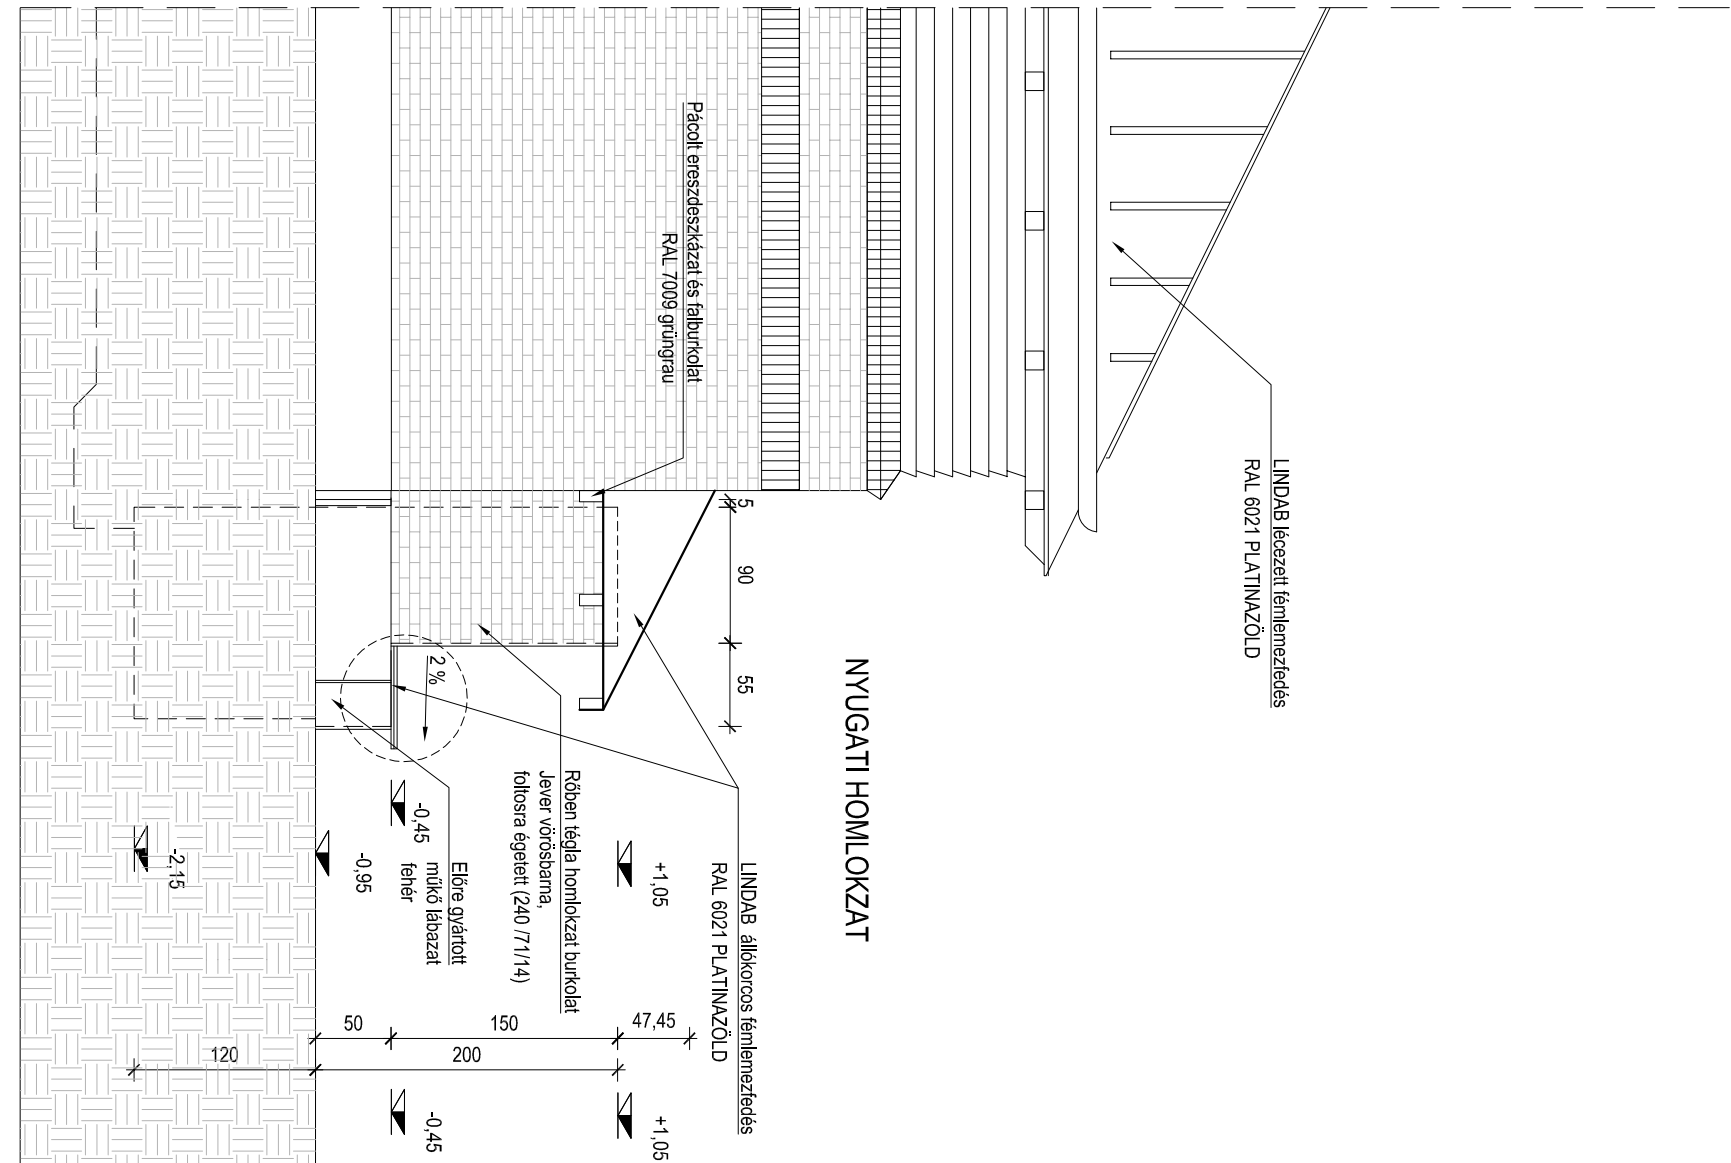 LINDAB lécezett fémlemezfedés
RAL 6021 PLATINAZÖLD
NYUGATI HOMLOKZAT
Pácolt ereszdeszkázat és falburkolat
RAL 7009 grüngrau
5
90
55
LINDAB állókorcos fémlemezfedés
RAL 6021 PLATINAZÖLD
+1,05
Rőben tégla homlokzat burkolat
Jever vörösbarna,
foltosra égetett (240 /71/14)
2 %
-0,45
Előre gyártott
műkő lábazat
fehér
-0,95
-2,15
47,45
150
50
200
120
+1,05
-0,45